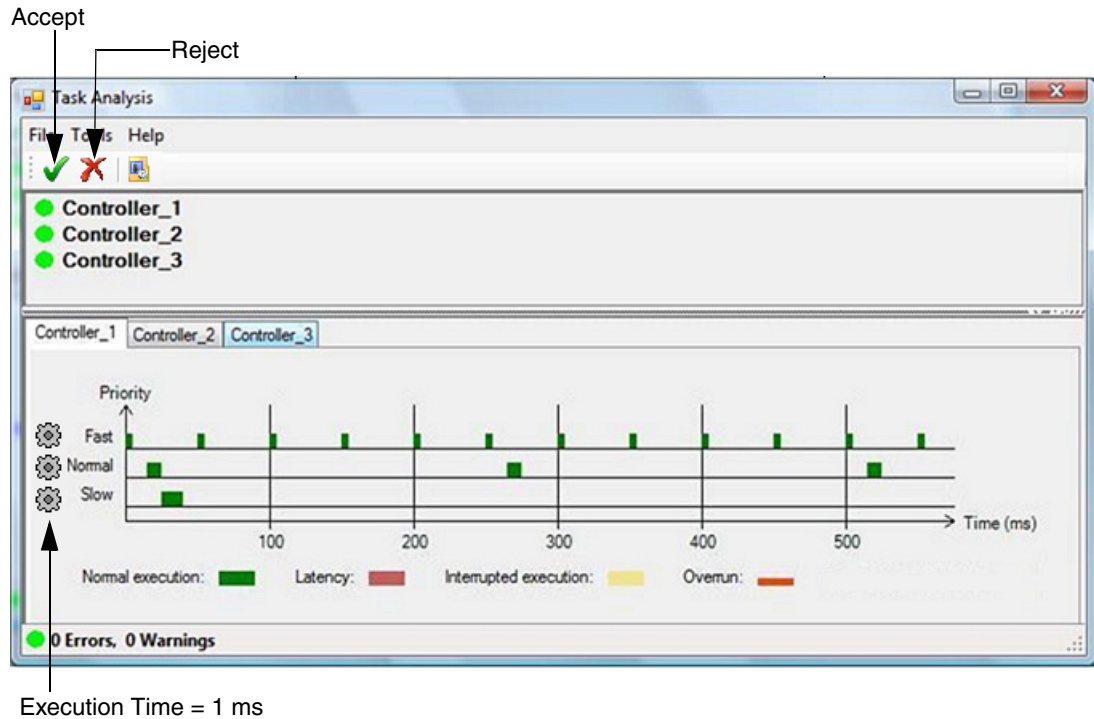 Accept
Reject
Task Analysis
File Tools Help
Controller_1
Controller_2
Controller_3
Controller_1 Controller_2 Controller_3
Priority
Fast
Normal
Slow
Time (ms)
100 200 300 400 500
Normal execution: Latency: Interrupted execution: Overrun:
0 Errors, 0 Warnings
Execution Time = 1 ms